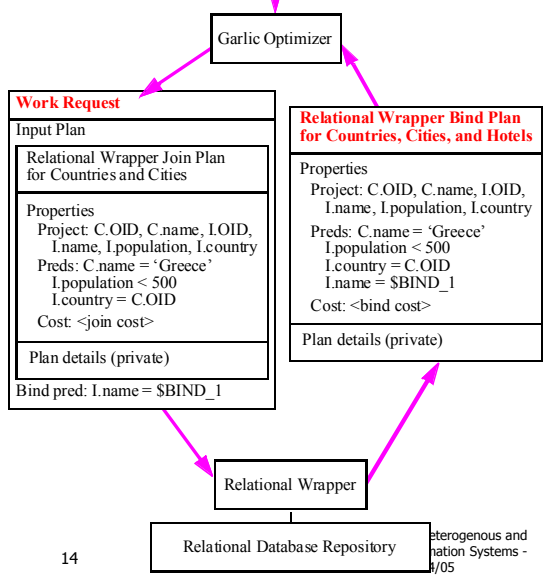 Garlic Optimizer
Work Request
Input Plan
Relational Wrapper Join Plan
for Countries and Cities
Properties
Project: C.OID, C.name, I.OID,
I.name, I.population, I.country
Preds: C.name = ‘Greece’
I.population < 500
I.country = C.OID
Cost: <join cost>
Plan details (private)
Bind pred: I.name = $BIND_1
Relational Wrapper Bind Plan
for Countries, Cities, and Hotels
Properties
Project: C.OID, C.name, I.OID,
I.name, I.population, I.country
Preds: C.name = ‘Greece’
I.population < 500
I.country = C.OID
I.name = $BIND_1
Cost: <bind cost>
Plan details (private)
Relational Wrapper
Relational Database Repository
14
eterogenous and
mation Systems -
4/05